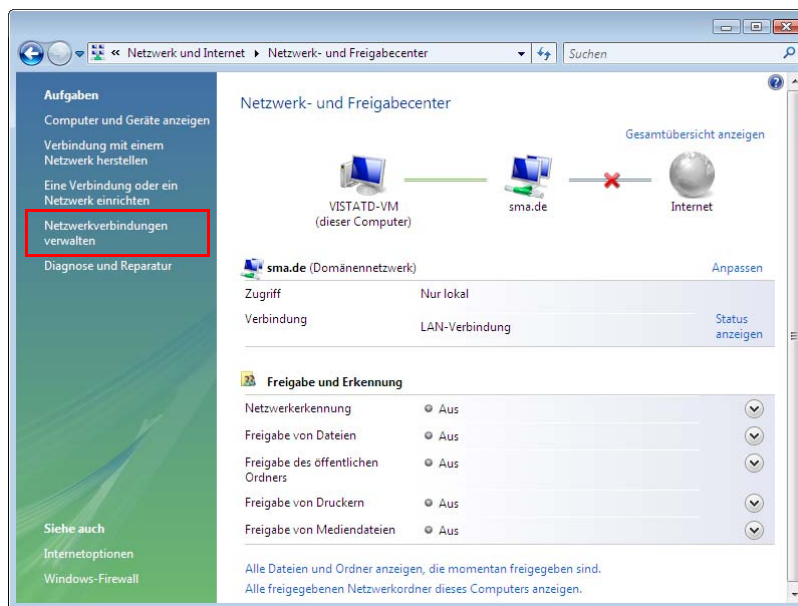 « Netzwerk und Internet ▸ Netzwerk- und Freigabecenter
Suchen
Aufgaben
Computer und Geräte anzeigen
Verbindung mit einem
Netzwerk herstellen
Eine Verbindung oder ein
Netzwerk einrichten
Netzwerkverbindungen
verwalten
Diagnose und Reparatur
Siehe auch
Internetoptionen
Windows-Firewall
Netzwerk- und Freigabecenter
Gesamtübersicht anzeigen
VISTATD-VM
(dieser Computer)
sma.de
Internet
sma.de (Domänennetzwerk)
Anpassen
Zugriff
Nur lokal
Verbindung
LAN-Verbindung
Status
anzeigen
Freigabe und Erkennung
Netzwerkerkennung
Aus
Freigabe von Dateien
Aus
Freigabe des öffentlichen
Ordners
Aus
Freigabe von Druckern
Aus
Freigabe von Mediendateien
Aus
Alle Dateien und Ordner anzeigen, die momentan freigegeben sind.
Alle freigegebenen Netzwerkordner dieses Computers anzeigen.